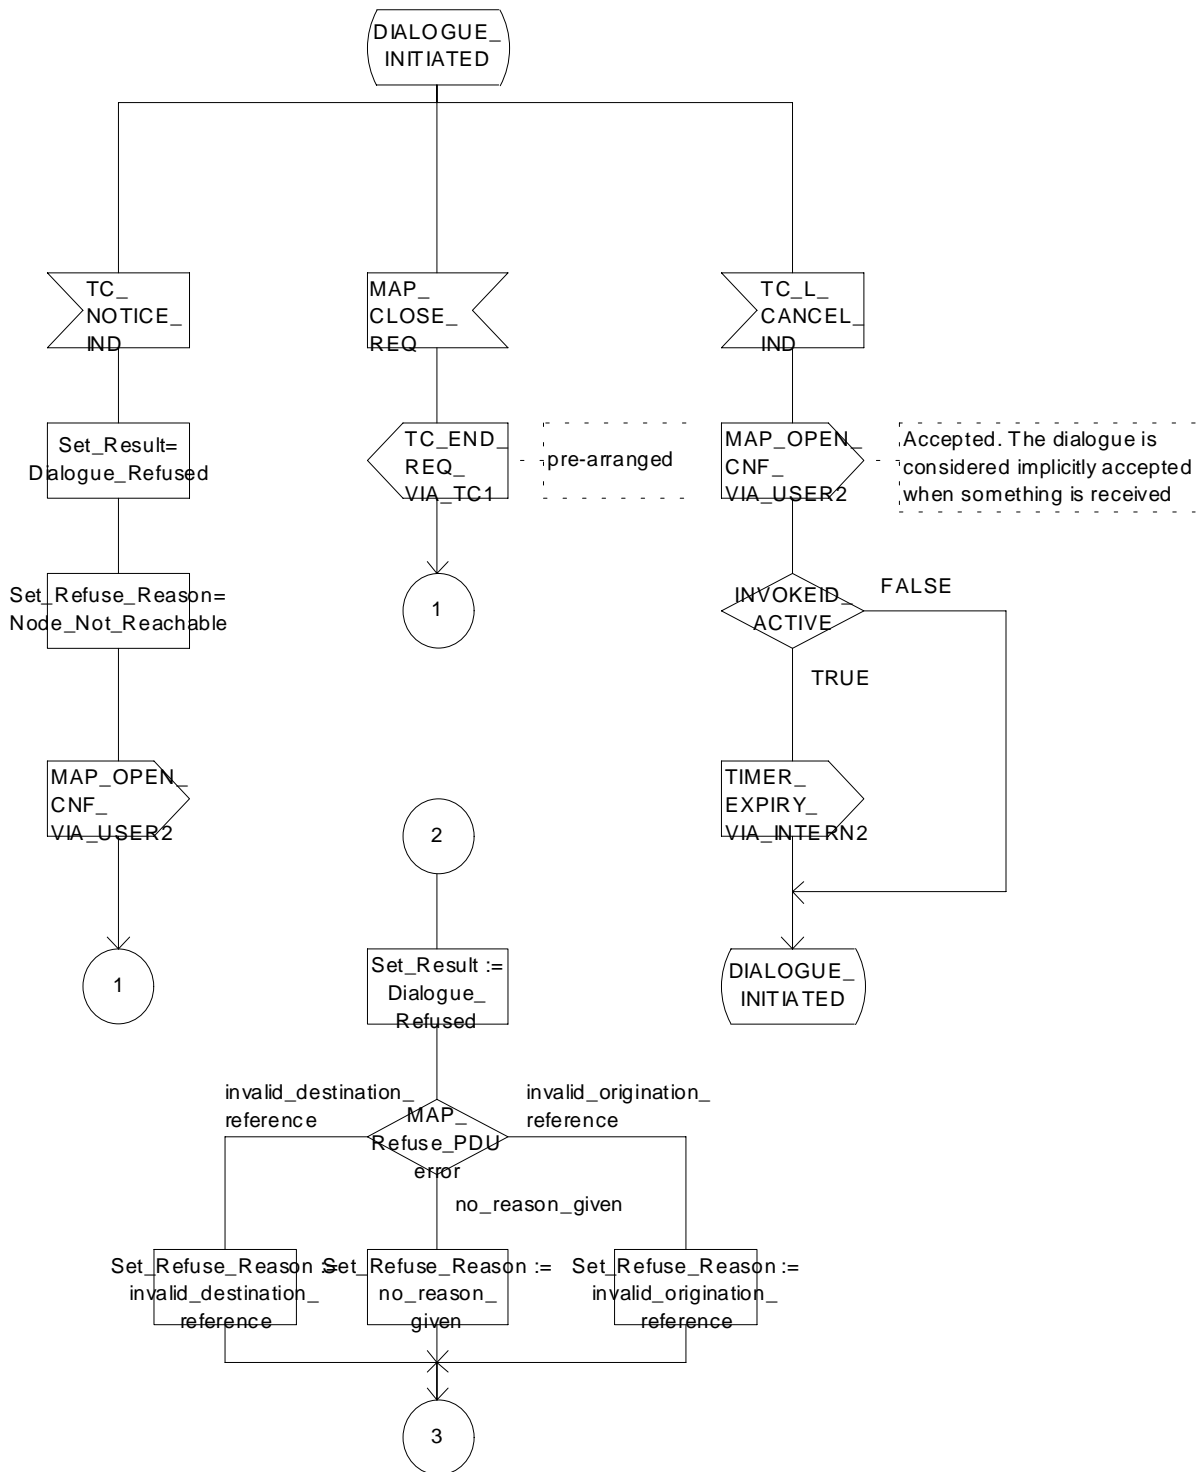 DIALOGUE_
INITIATED
TC_
NOTICE_
IND
MAP_
CLOSE_
REQ
TC_L_
CANCEL_
IND
Set_Result=
Dialogue_Refused
TC_END_
REQ_
VIA_TC1
pre-arranged
MAP_OPEN_
CNF_
VIA_USER2
Accepted. The dialogue is
considered implicitly accepted
when something is received
Set_Refuse_Reason=
Node_Not_Reachable
1
INVOKEID_
ACTIVE
FALSE
TRUE
MAP_OPEN_
CNF_
VIA_USER2
2
TIMER_
EXPIRY_
VIA_INTERN2
1
Set_Result :=
Dialogue_
Refused
DIALOGUE_
INITIATED
invalid_destination_
reference
MAP_
Refuse_PDU
error
invalid_origination_
reference
no_reason_given
Set_Refuse_Reason :=
invalid_destination_
reference
Set_Refuse_Reason :=
no_reason_
given
Set_Refuse_Reason :=
invalid_origination_
reference
3